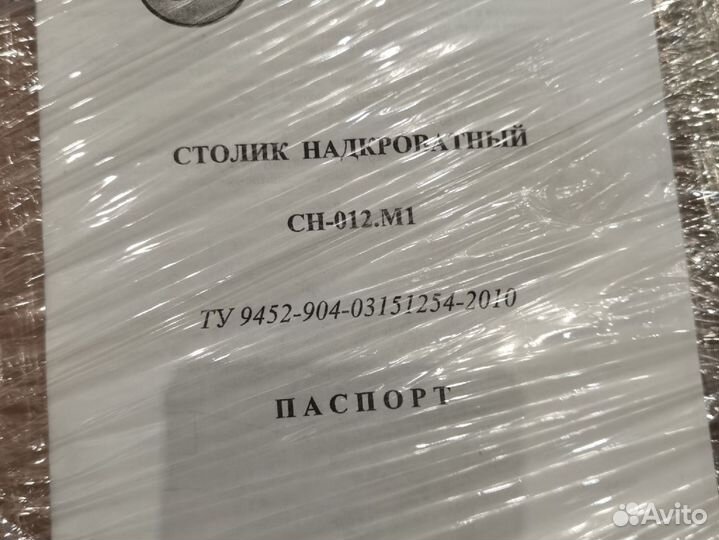 СТОЛИК НАДКРОВАТНЫЙ
СН-012.М1
ТУ 9452-904-03151254-2010
ПАСПОРТ
Avito